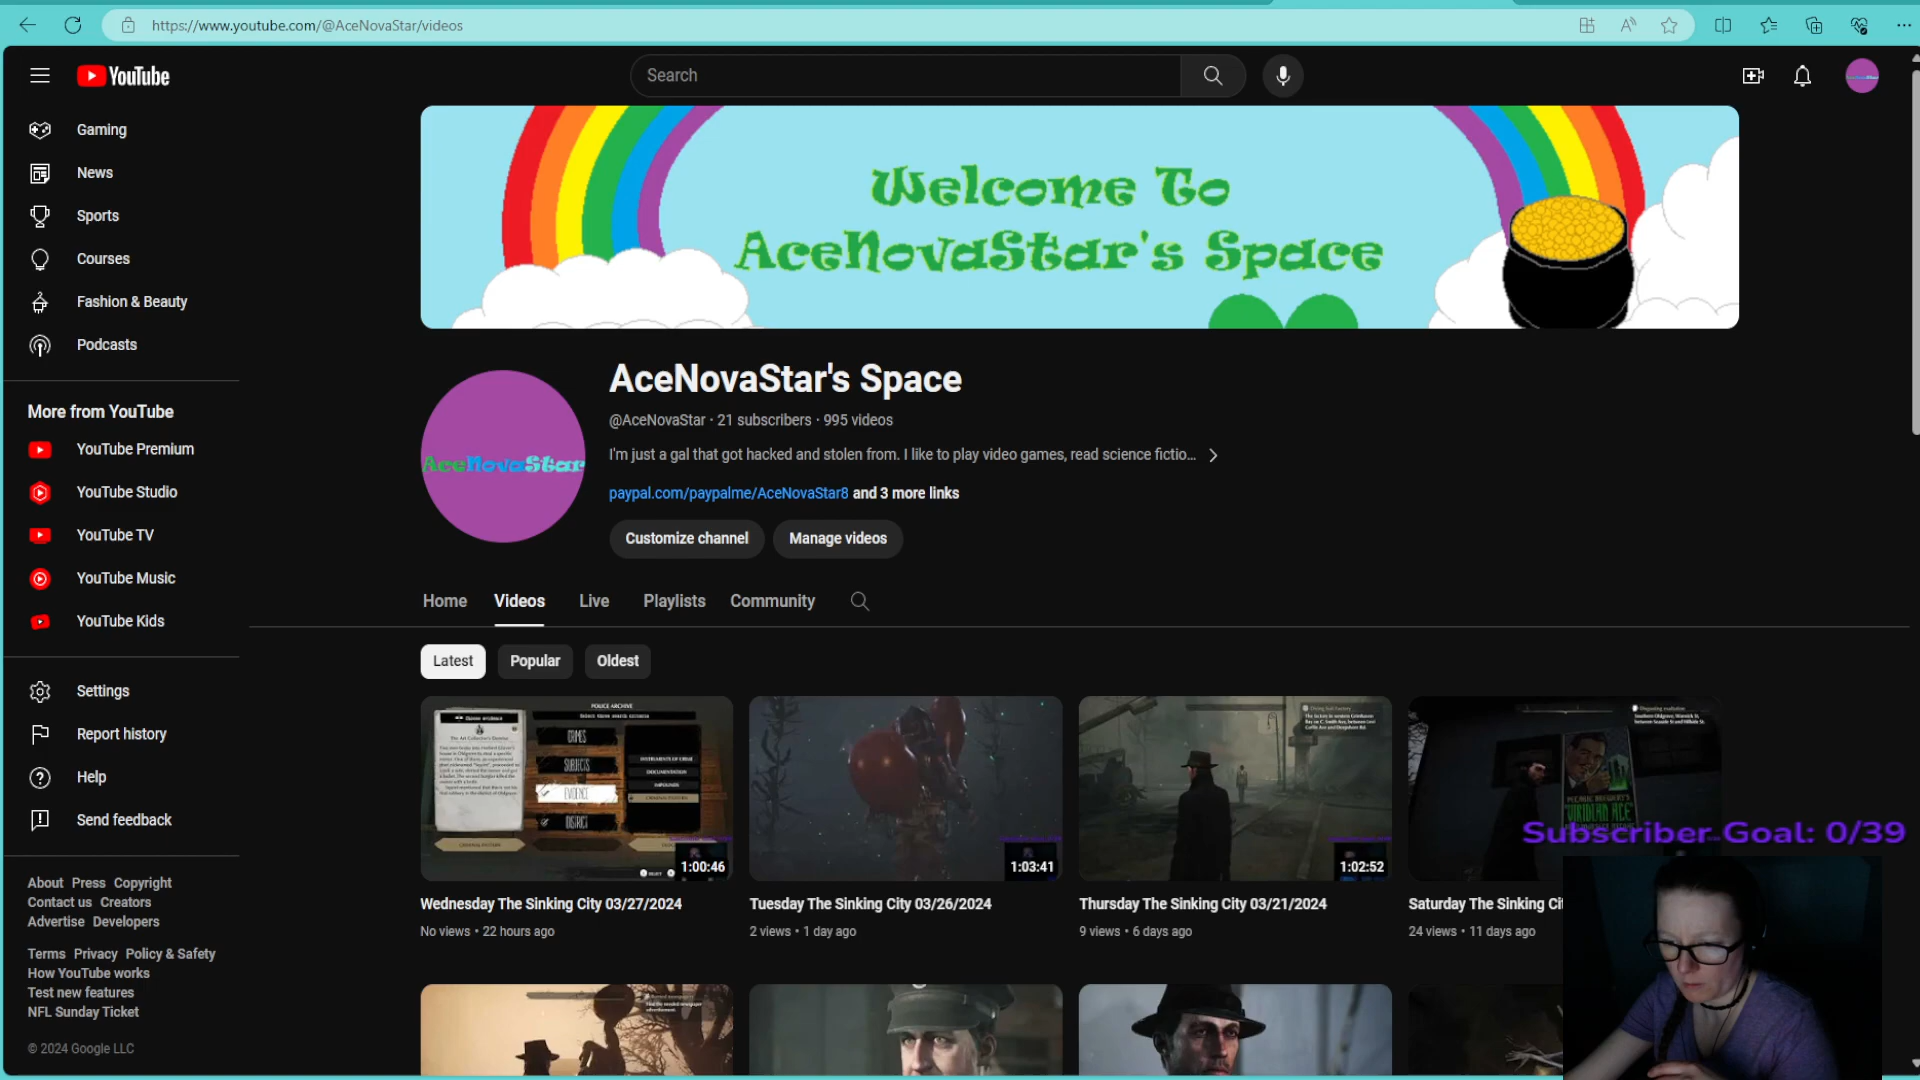 https://www.youtube.com/@AceNovaStar/videos
YouTube
Search
Gaming
News
Sports
Courses
Fashion & Beauty
Podcasts
More from YouTube
YouTube Premium
YouTube Studio
YouTube TV
YouTube Music
YouTube Kids
Settings
Report history
Help
Send feedback
About Press Copyright
Contact us Creators
Advertise Developers
Terms Privacy Policy & Safety
How YouTube works
Test new features
NFL Sunday Ticket
© 2024 Google LLC
Welcome To
AceNovaStar's Space
AceNovaStar
AceNovaStar's Space
@AceNovaStar · 21 subscribers · 995 videos
I'm just a gal that got hacked and stolen from. I like to play video games, read science fictio...
paypal.com/paypalme/AceNovaStar8 and 3 more links
Customize channel Manage videos
Home Videos Live Playlists Community
Latest Popular Oldest
POLICE ARCHIVE
CRIMES
SUBJECTS
EVIDENCE
DISTRICT
1:00:46
Wednesday The Sinking City 03/27/2024
No views • 22 hours ago
1:03:41
Tuesday The Sinking City 03/26/2024
2 views • 1 day ago
1:02:52
Thursday The Sinking City 03/21/2024
9 views • 6 days ago
VIRIDIAN ACE
Saturday The Sinking Ci
24 views • 11 days ago
Subscriber Goal: 0/39